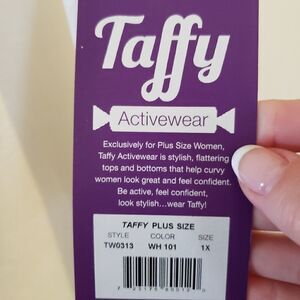 Taffy
Activewear
Exclusively for Plus Size Women,
Taffy Activewear is stylish, flattering
tops and bottoms that help curvy
women look great and feel confident.
Be active, feel confident,
look stylish...wear Taffy!
TAFFY PLUS SIZE
STYLE COLOR SIZE
TW0313 WH 101 1X